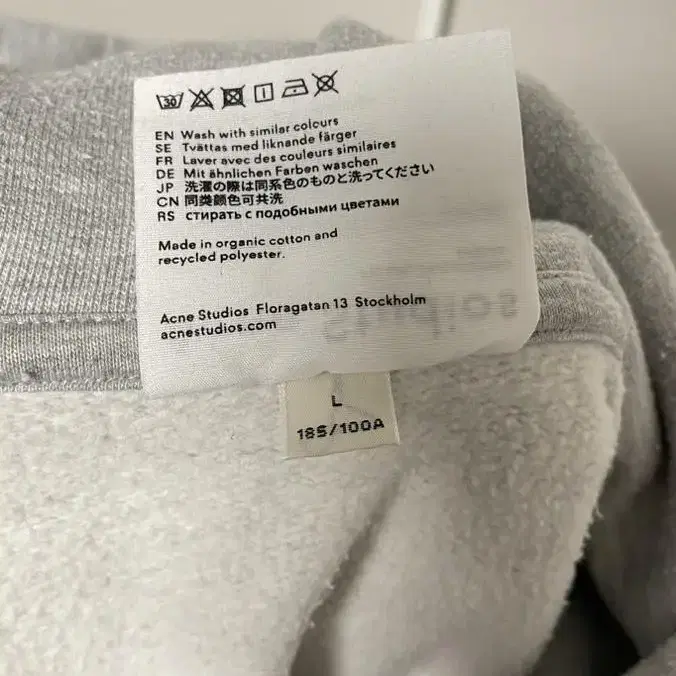 30
EN Wash with similar colours
SE Tvättas med liknande färger
FR Laver avec des couleurs similaires
DE Mit ähnlichen Farben waschen
JP 洗濯の際は同系色のものと洗ってください
CN 同类颜色可共洗
RS стирать с подобными цветами
Made in organic cotton and
recycled polyester.
Acne Studios Floragatan 13 Stockholm
acnestudios.com
L
185/100A